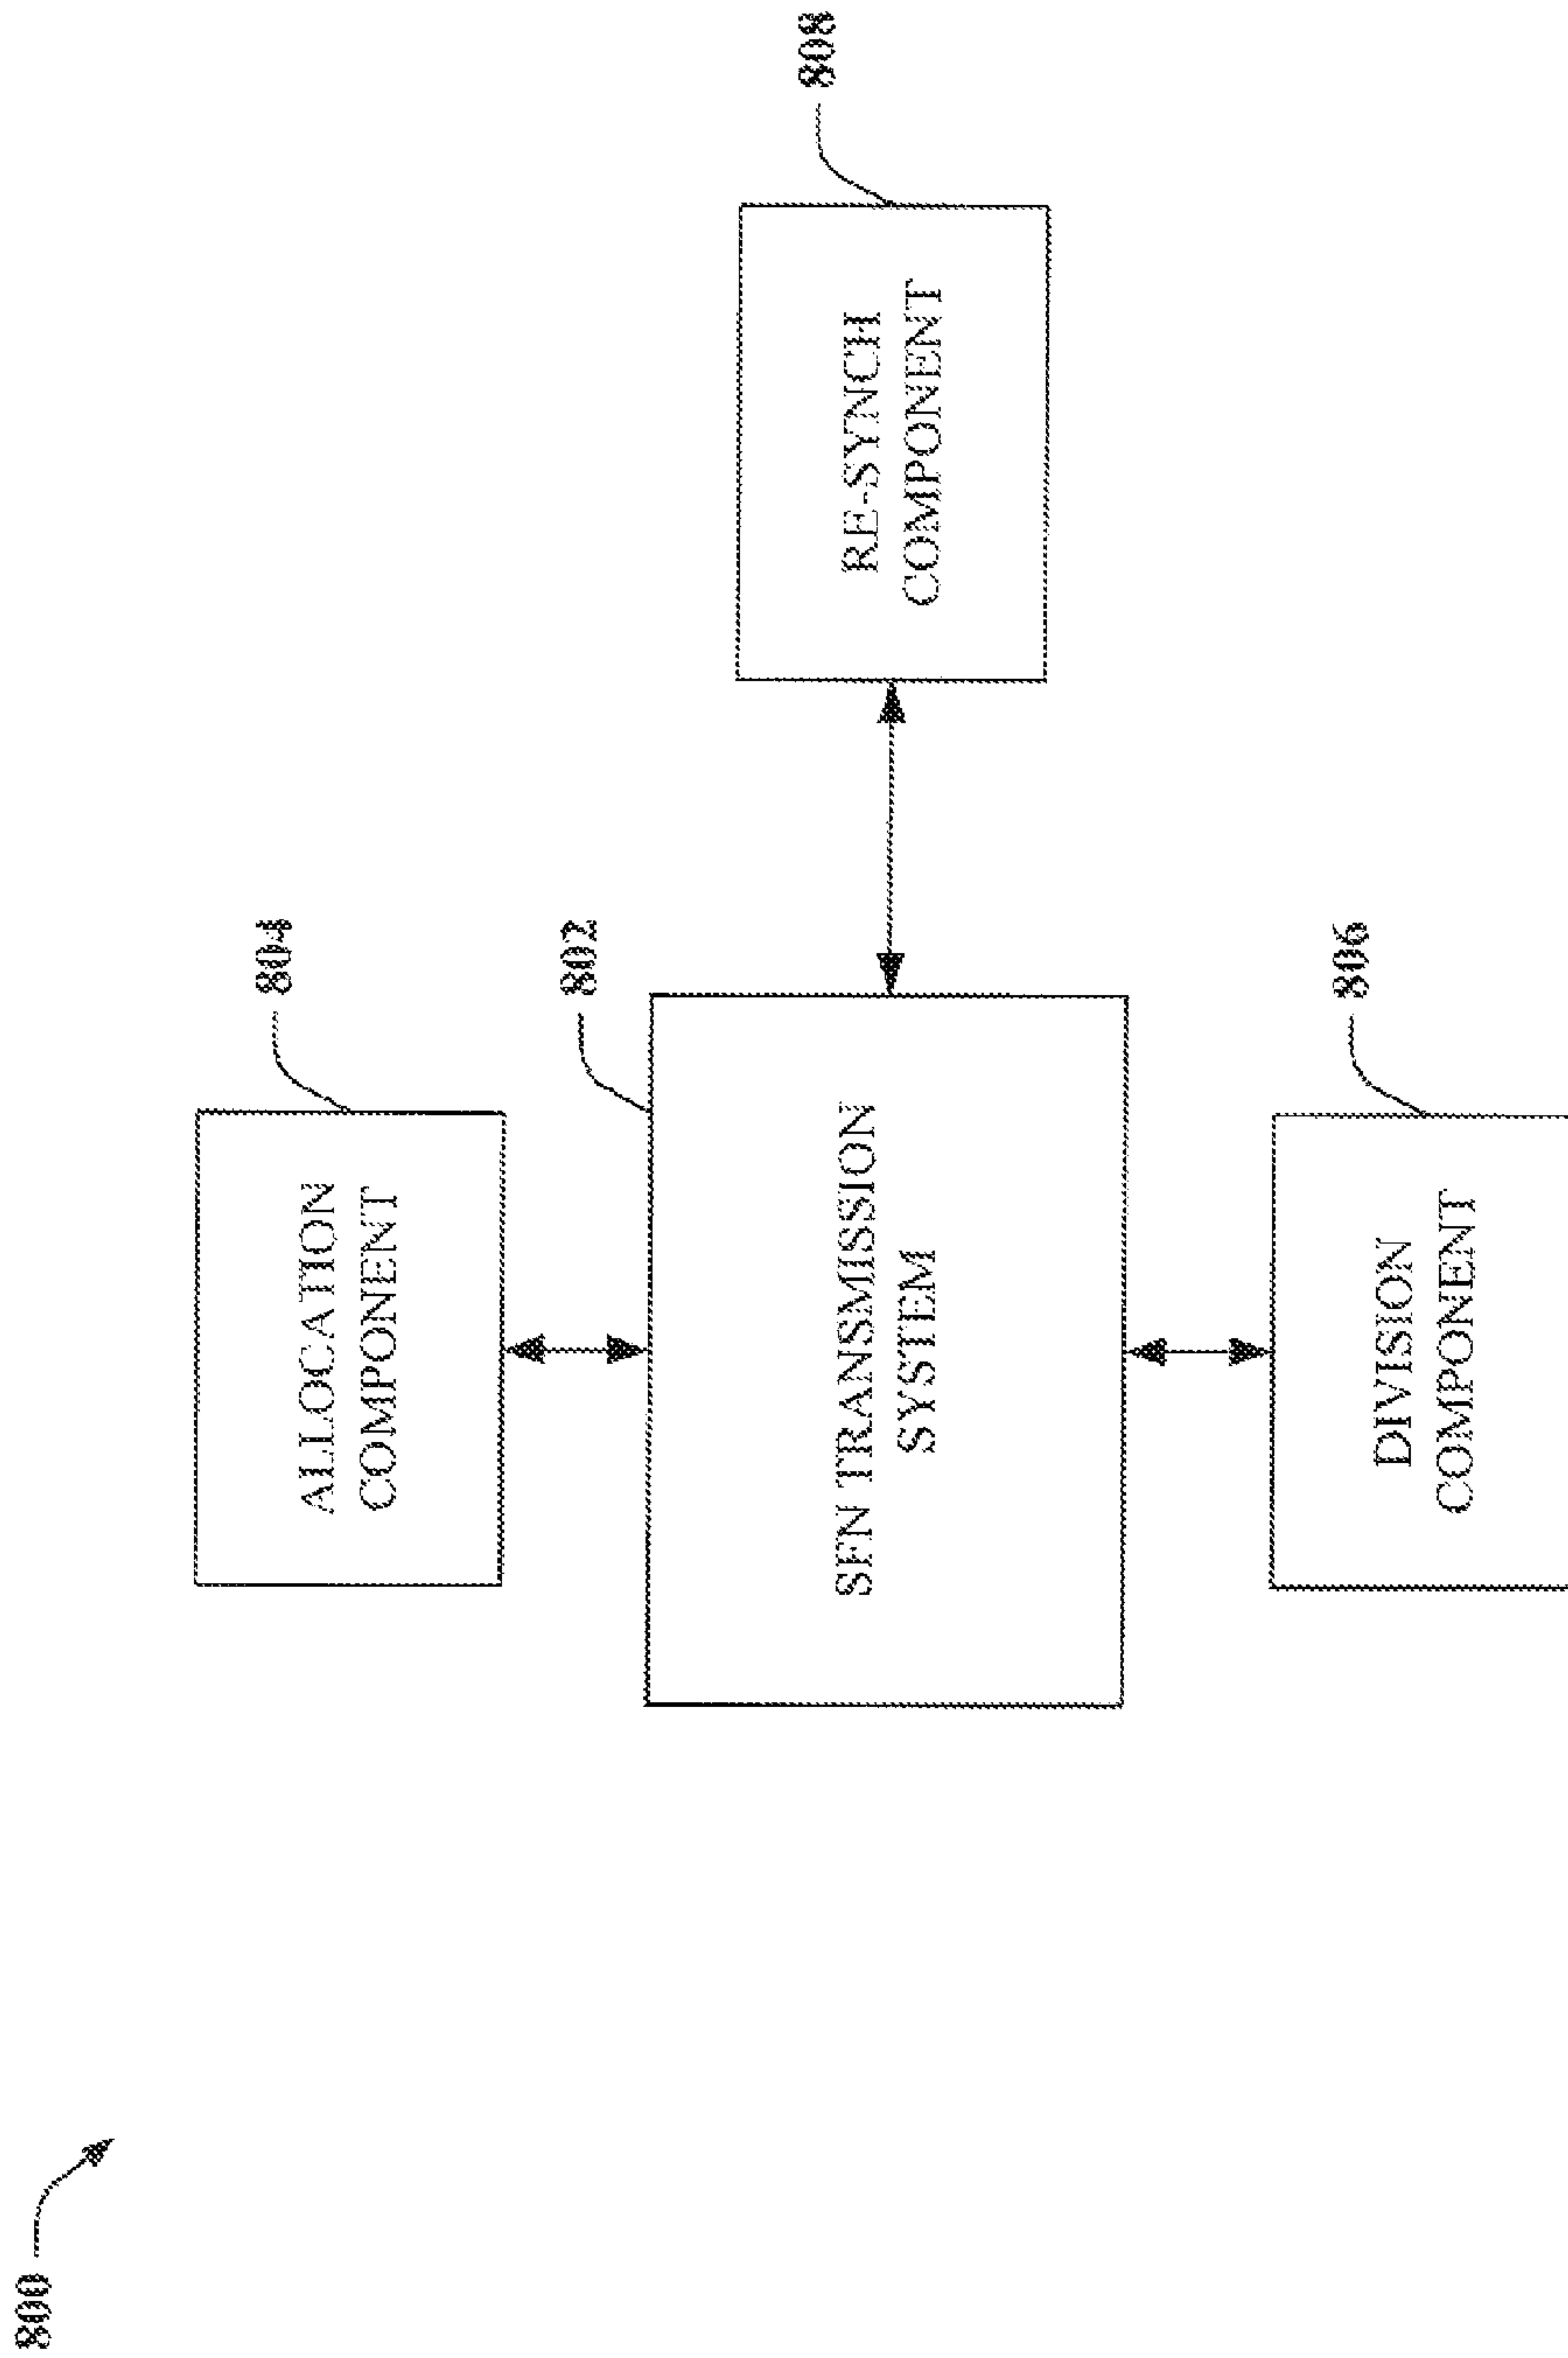 800
ALLOCATION
COMPONENT
804
802
SFN TRANSMISSION
SYSTEM
RE-SYNCH
COMPONENT
808
DIVISION
COMPONENT
806